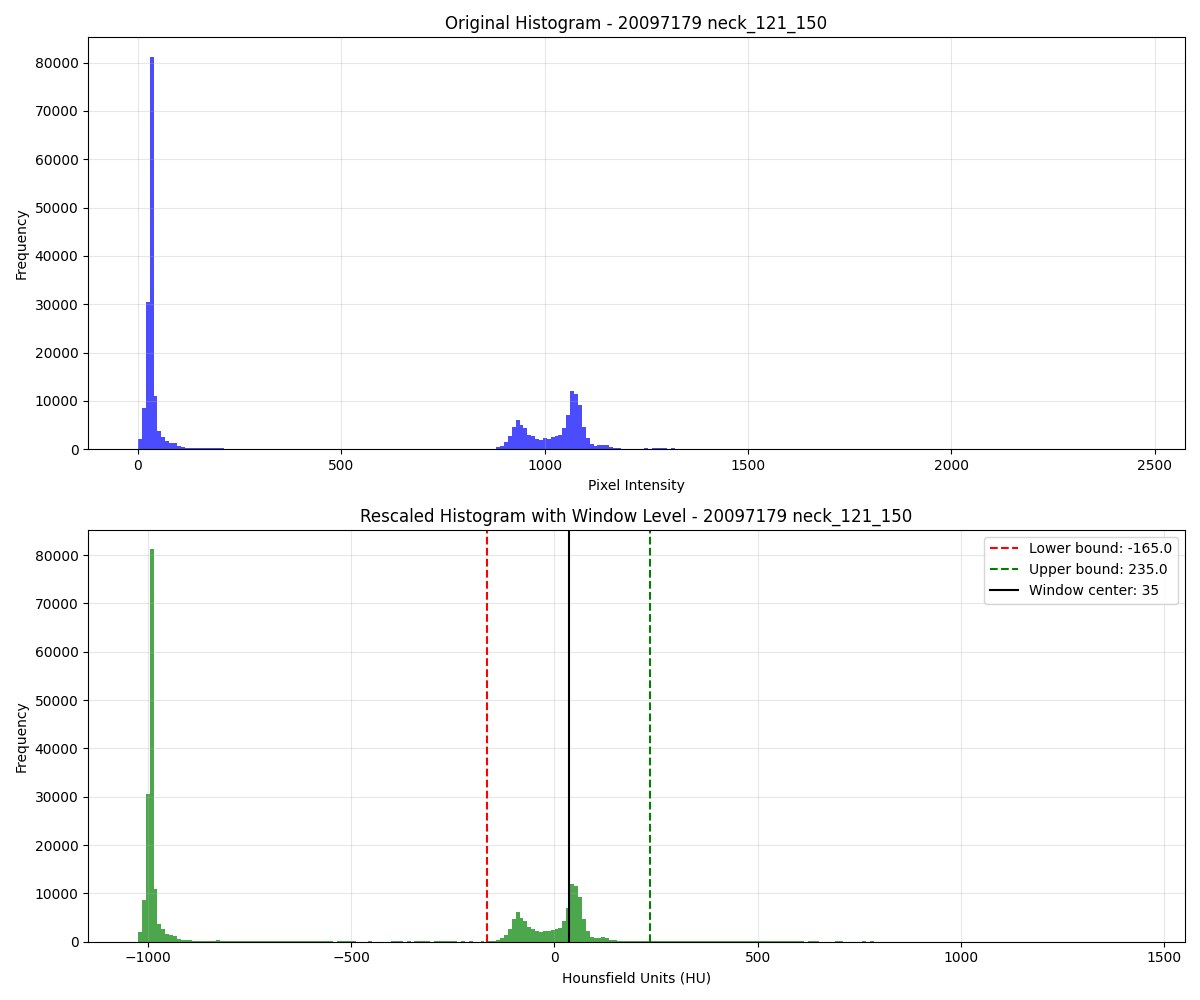 Original Histogram - 20097179 neck_121_150
80000
70000
60000
50000
40000
30000
20000
10000
0
Frequency
0 500 1000 1500 2000 2500
Pixel Intensity
Rescaled Histogram with Window Level - 20097179 neck_121_150
Lower bound: -165.0
Upper bound: 235.0
Window center: 35
80000
70000
60000
50000
40000
30000
20000
10000
0
Frequency
−1000 −500 0 500 1000 1500
Hounsfield Units (HU)